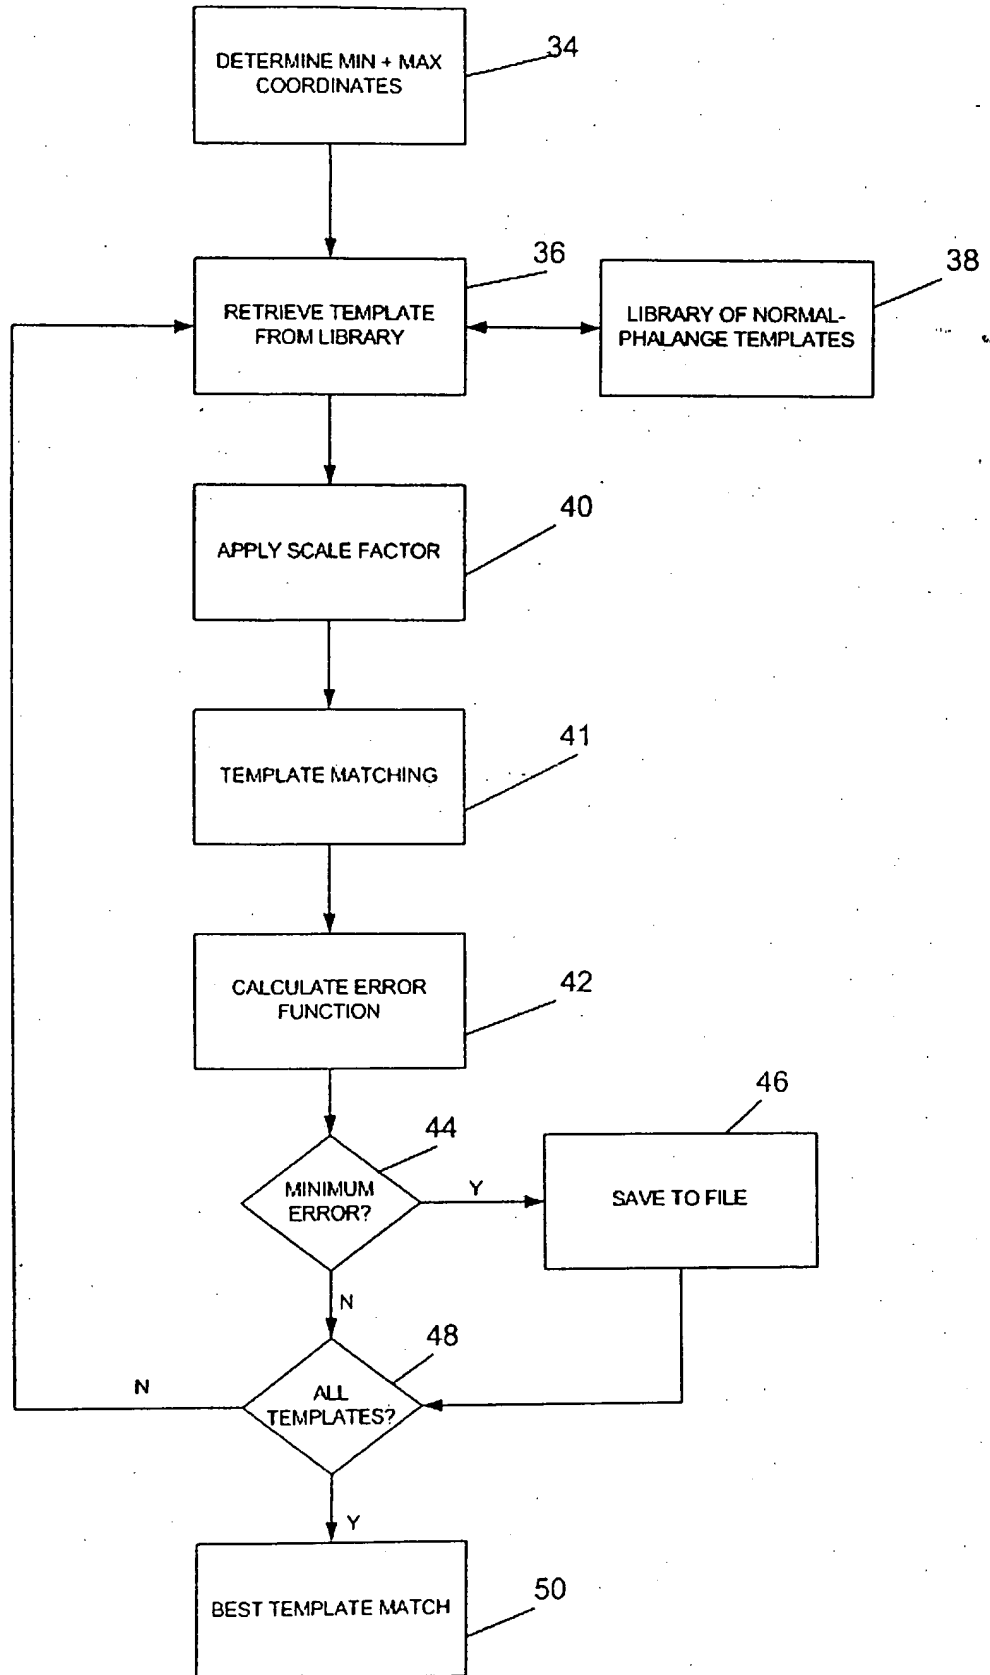 DETERMINE MIN + MAX
COORDINATES
34
RETRIEVE TEMPLATE
FROM LIBRARY
36
LIBRARY OF NORMAL-
PHALANGE TEMPLATES
38
APPLY SCALE FACTOR
40
TEMPLATE MATCHING
41
CALCULATE ERROR
FUNCTION
42
MINIMUM
ERROR?
44
Y
SAVE TO FILE
46
N
ALL
TEMPLATES?
48
N
Y
BEST TEMPLATE MATCH
50